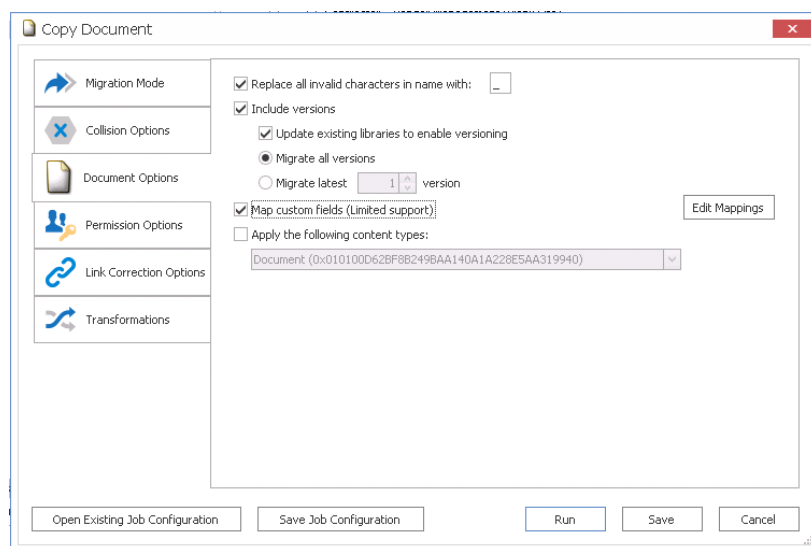 Copy Document
Migration Mode
Collision Options
Document Options
Permission Options
Link Correction Options
Transformations
Replace all invalid characters in name with: _
Include versions
Update existing libraries to enable versioning
Migrate all versions
Migrate latest 1 version
Map custom fields (Limited support)
Edit Mappings
Apply the following content types:
Document (0x010100D62BF8B249BAA140A1A228E5AA319940)
Open Existing Job Configuration
Save Job Configuration
Run
Save
Cancel